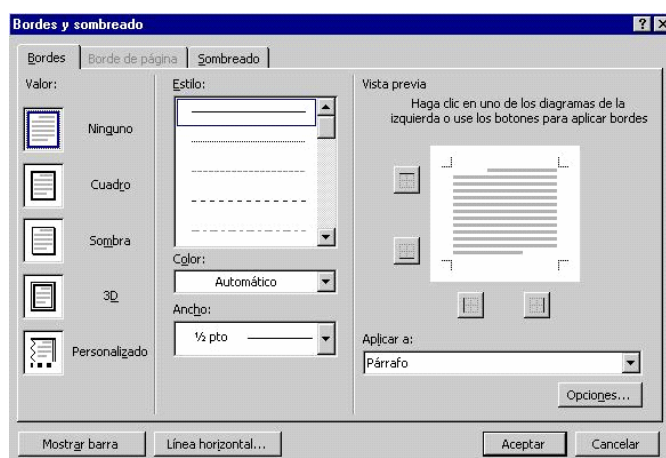 Bordes y sombreado
Bordes
Borde de página
Sombreado
Valor:
Ninguno
Cuadro
Sombra
3D
Personalizado
Estilo:
Color:
Automático
Ancho:
½ pto
Vista previa
Haga clic en uno de los diagramas de la
izquierda o use los botones para aplicar bordes
Aplicar a:
Párrafo
Opciones...
Mostrar barra
Línea horizontal...
Aceptar
Cancelar